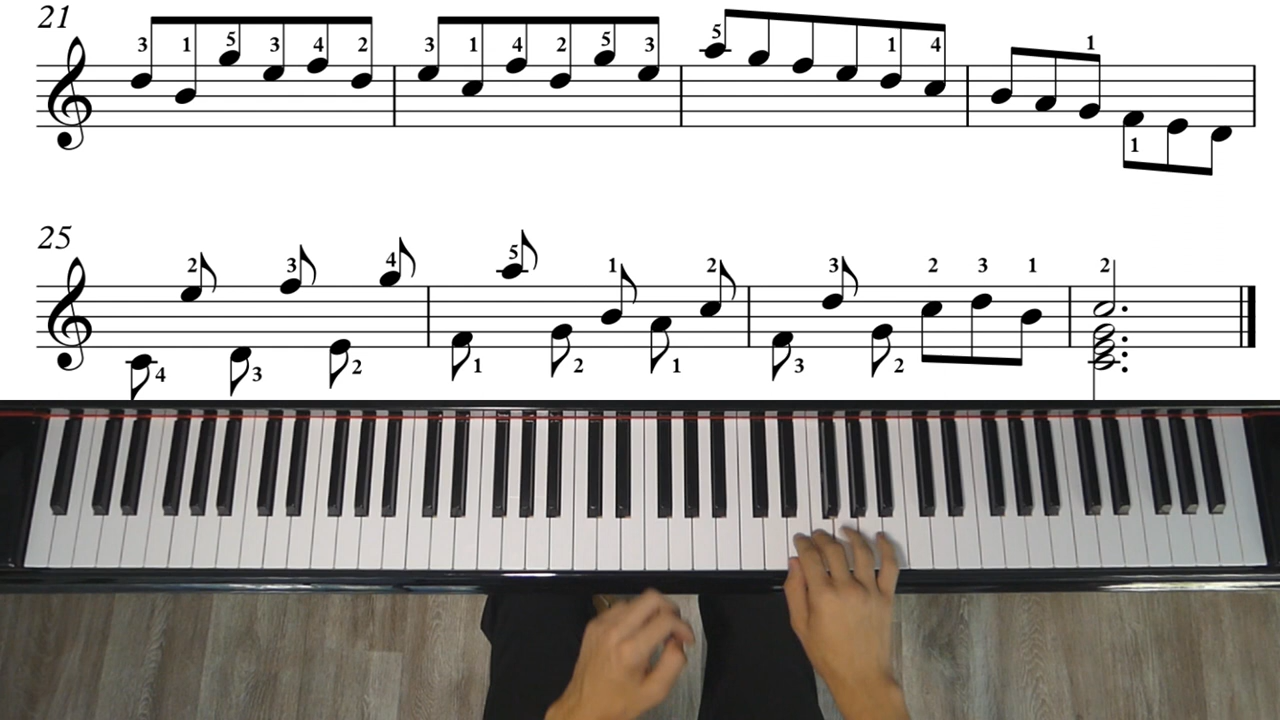 21
3 1 5 3 4 2 3 1 4 2 5 3 5 1 4 1
1
25
2 3 4 5 1 2 3 2 3 1 2
4 3 2 1 2 1 3 2